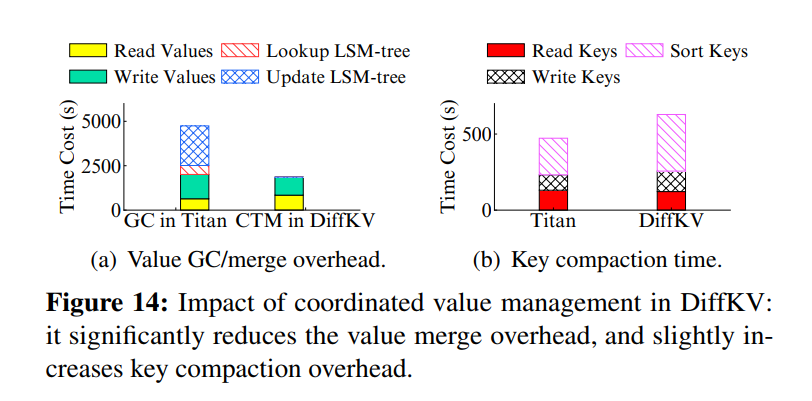 Read Values
Lookup LSM-tree
Write Values
Update LSM-tree
Time Cost (s)
5000
2500
0
GC in Titan
CTM in DiffKV
(a) Value GC/merge overhead.
Read Keys
Sort Keys
Write Keys
Time Cost (s)
500
0
Titan
DiffKV
(b) Key compaction time.
Figure 14: Impact of coordinated value management in DiffKV:
it significantly reduces the value merge overhead, and slightly in-
creases key compaction overhead.